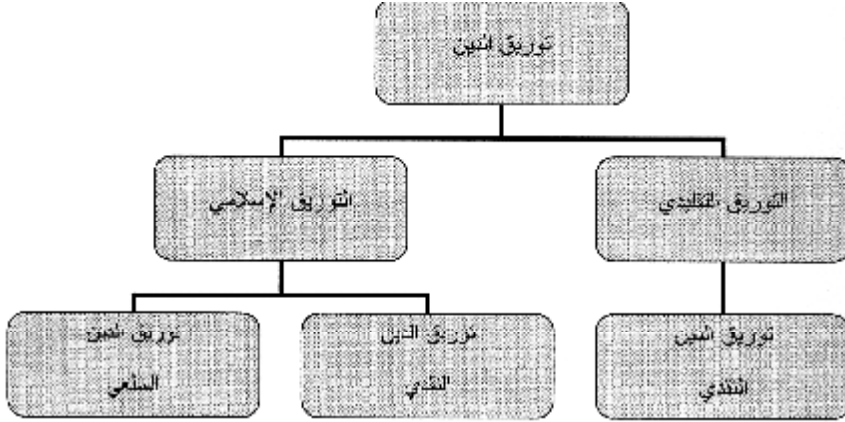 توريق الدين
التوريق التقليدي
التوريق الإسلامي
توريق الدين
النقدي
توريق الدين
النقدي
توريق الدين
السلعي